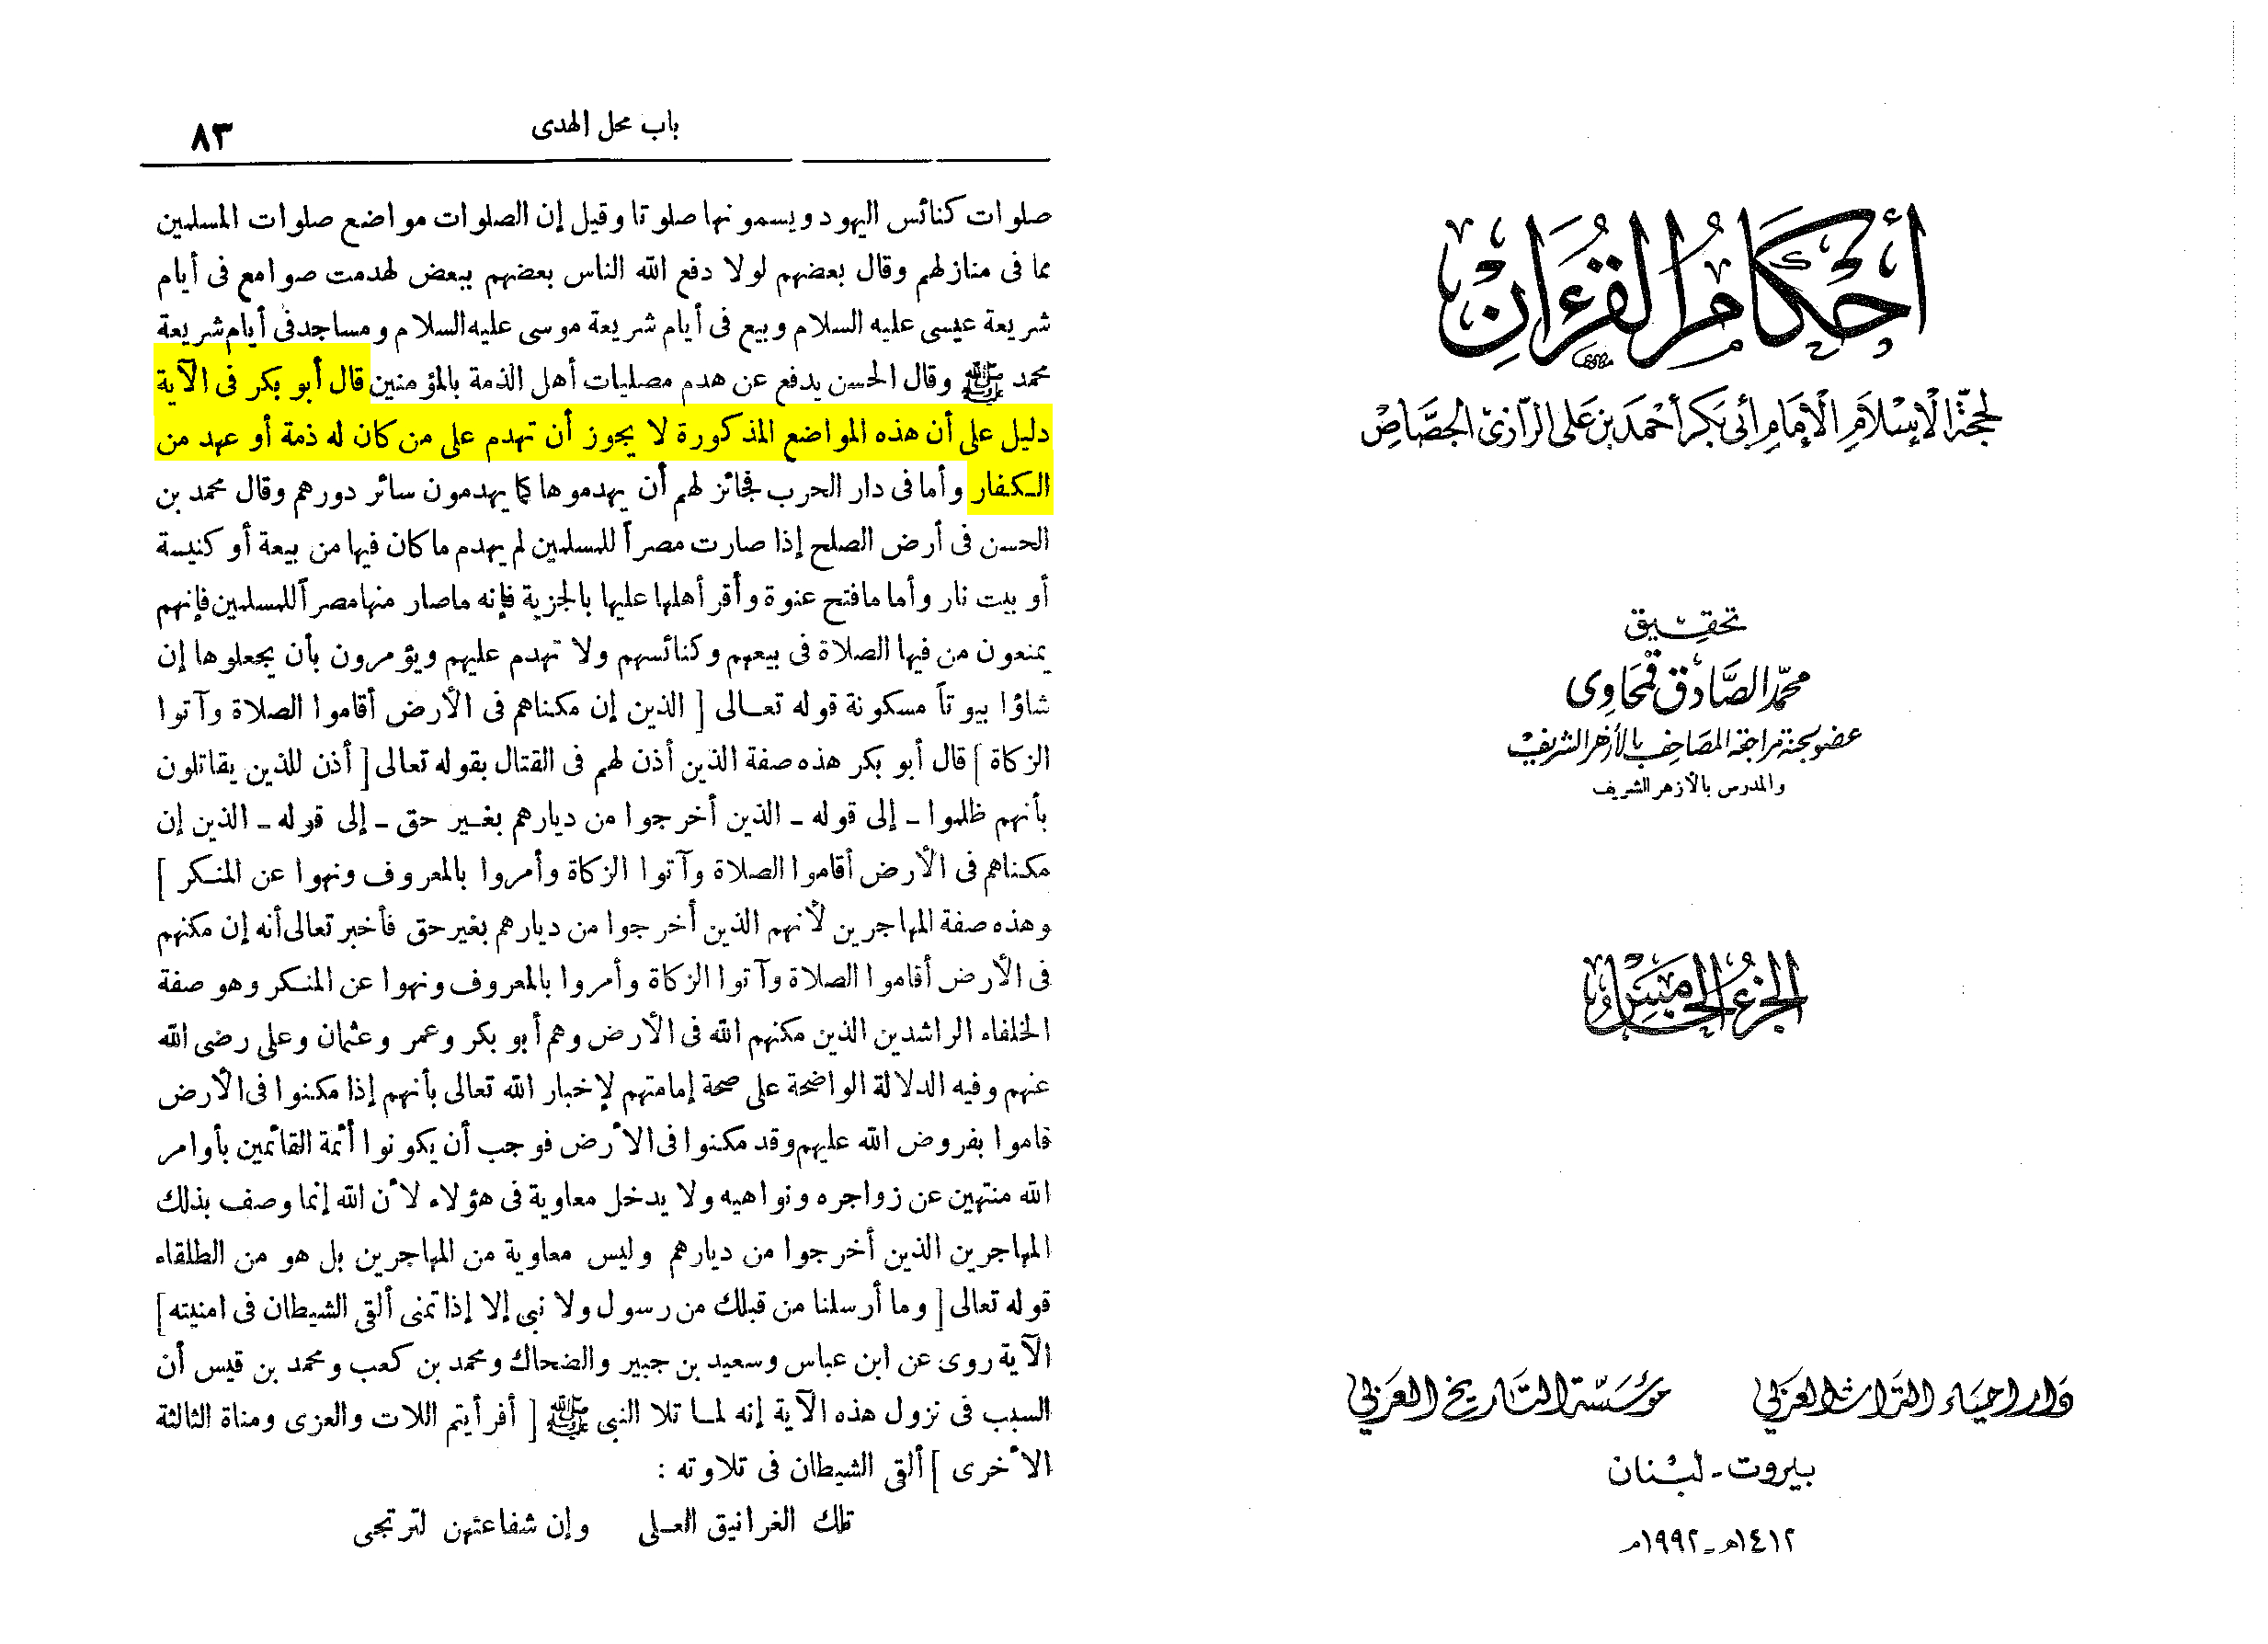 أحكام القرآن
لحجة الإسلام الإمام أبي بكر أحمد بن علي الرازي الجصاص
تحقيق
محمد الصادق قمحاوى
عضو لجنة مراجعة المصاحف بالأزهر الشريف
والمدرس بالأزهر الشريف
الجزء الخامس
دار احياء التراث العربي
مؤسسة التاريخ العربي
بيروت - لبنان
١٤١٢هـ - ١٩٩٢م
باب محل الهدى
٨٣
صلوات كنائس اليهود ويسمونها صلوتا وقيل إن الصلوات مواضع صلوات المسلمين
مما فى منازلهم وقال بعضهم لولا دفع الله الناس بعضهم ببعض لهدمت صوامع فى أيام
شريعة عيسى عليه السلام وبيع فى أيام شريعة موسى عليه السلام ومساجد فى أيام شريعة
محمد ﷺ وقال الحسن يدفع عن هدم مصليات أهل الذمة بالمؤمنين قال أبو بكر فى الآية
دليل على أن هذه المواضع المذكورة لا يجوز أن تهدم على من كان له ذمة أو عهد من
الكفار وأما فى دار الحرب فجائز لهم أن يهدموها كما يهدمون سائر دورهم وقال محمد بن
الحسن فى أرض الصلح إذا صارت مصراً للمسلمين لم يهدم ما كان فيها من بيعة أو كنيسة
أو بيت نار وأما ما فتح عنوة وأقر أهلها عليها بالجزية فإنه ما صار منها مصراً للمسلمين فإنهم
يمنعون من فيها الصلاة فى بيعهم وكنائسهم ولا تهدم عليهم ويؤمرون بأن يجعلوها إن
شاؤا بيوتاً مسكونة قوله تعالى [ الذين إن مكناهم فى الأرض أقاموا الصلاة وآتوا
الزكاة ] قال أبو بكر هذه صفة الذين أذن لهم فى القتال بقوله تعالى [ أذن للذين يقاتلون
بأنهم ظلموا - إلى قوله - الذين أخرجوا من ديارهم بغير حق - إلى قوله - الذين إن
مكناهم فى الأرض أقاموا الصلاة وآتوا الزكاة وأمروا بالمعروف ونهوا عن المنكر ]
وهذه صفة المهاجرين لأنهم الذين أخرجوا من ديارهم بغير حق فأخبر تعالى أنه إن مكنهم
فى الأرض أقاموا الصلاة وآتوا الزكاة وأمروا بالمعروف ونهوا عن المنكر وهو صفة
الخلفاء الراشدين الذين مكنهم الله فى الأرض وهم أبو بكر وعمر وعثمان وعلى رضى الله
عنهم وفيه الدلالة الواضحة على صحة إمامتهم لإخبار الله تعالى بأنهم إذا مكنوا فى الأرض
قاموا بفروض الله عليهم وقد مكنوا فى الأرض فوجب أن يكونوا أئمة القائمين بأوامر
الله منتهين عن زواجره ونواهيه ولا يدخل معاوية فى هؤلاء لأن الله إنما وصف بذلك
المهاجرين الذين أخرجوا من ديارهم وليس معاوية من المهاجرين بل هو من الطلقاء
قوله تعالى [ وما أرسلنا من قبلك من رسول ولا نبى إلا إذا تمنى ألقى الشيطان فى امنيته ]
الآية روى عن ابن عباس وسعيد بن جبير والضحاك ومحمد بن كعب ومحمد بن قيس أن
السبب فى نزول هذه الآية إنه لما تلا النبى ﷺ [ أفرأيتم اللات والعزى ومناة الثالثة
الأخرى ] ألقى الشيطان فى تلاوته :
تلك الغرانيق العلى    وإن شفاعتهن لترتجى